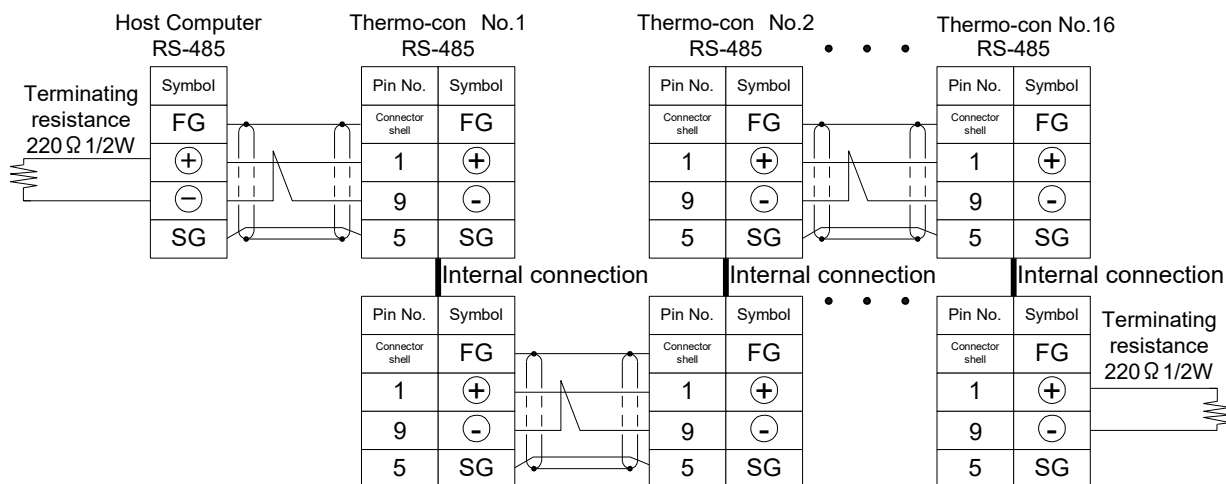 Host Computer
RS-485
Thermo-con No.1
RS-485
Thermo-con No.2
RS-485
• • •
Thermo-con No.16
RS-485
Terminating
resistance
220Ω 1/2W
Symbol
FG
+
−
SG
Pin No. Symbol
Connector shell FG
1 +
9 -
5 SG
Pin No. Symbol
Connector shell FG
1 +
9 -
5 SG
Pin No. Symbol
Connector shell FG
1 +
9 -
5 SG
Internal connection
Internal connection
Internal connection
• • •
Pin No. Symbol
Connector shell FG
1 +
9 -
5 SG
Pin No. Symbol
Connector shell FG
1 +
9 -
5 SG
Pin No. Symbol
Connector shell FG
1 +
9 -
5 SG
Terminating
resistance
220Ω 1/2W